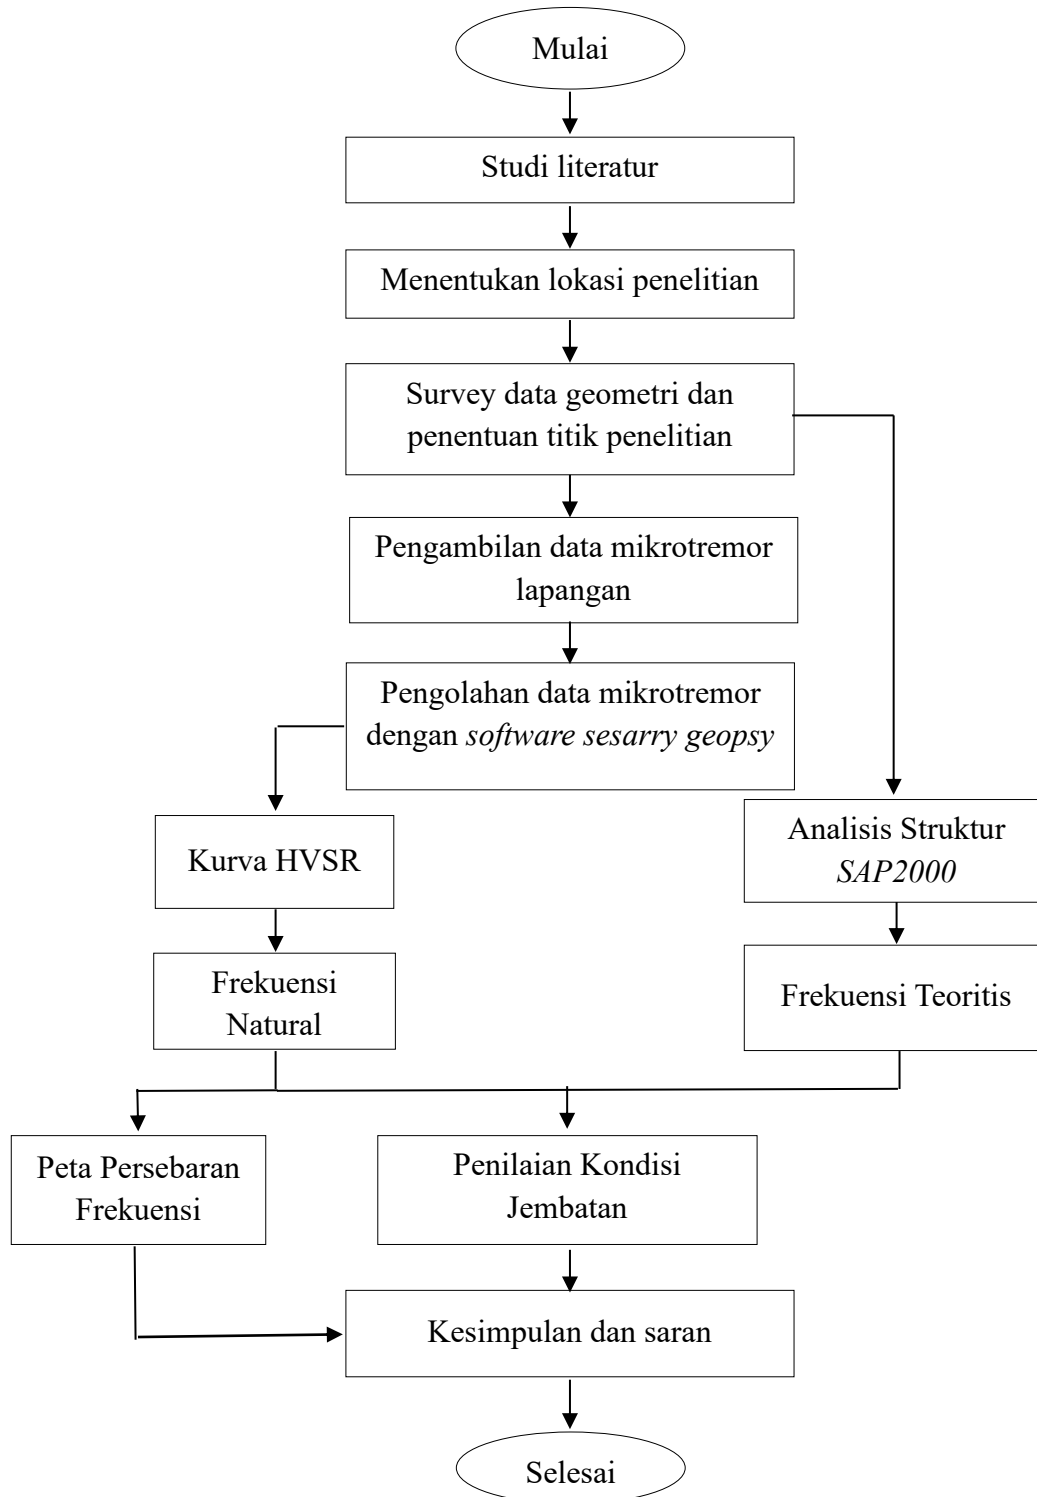 Mulai
Studi literatur
Menentukan lokasi penelitian
Survey data geometri dan
penentuan titik penelitian
Pengambilan data mikrotremor
lapangan
Pengolahan data mikrotremor
dengan software sesarry geopsy
Kurva HVSR
Analisis Struktur
SAP2000
Frekuensi
Natural
Frekuensi Teoritis
Peta Persebaran
Frekuensi
Penilaian Kondisi
Jembatan
Kesimpulan dan saran
Selesai